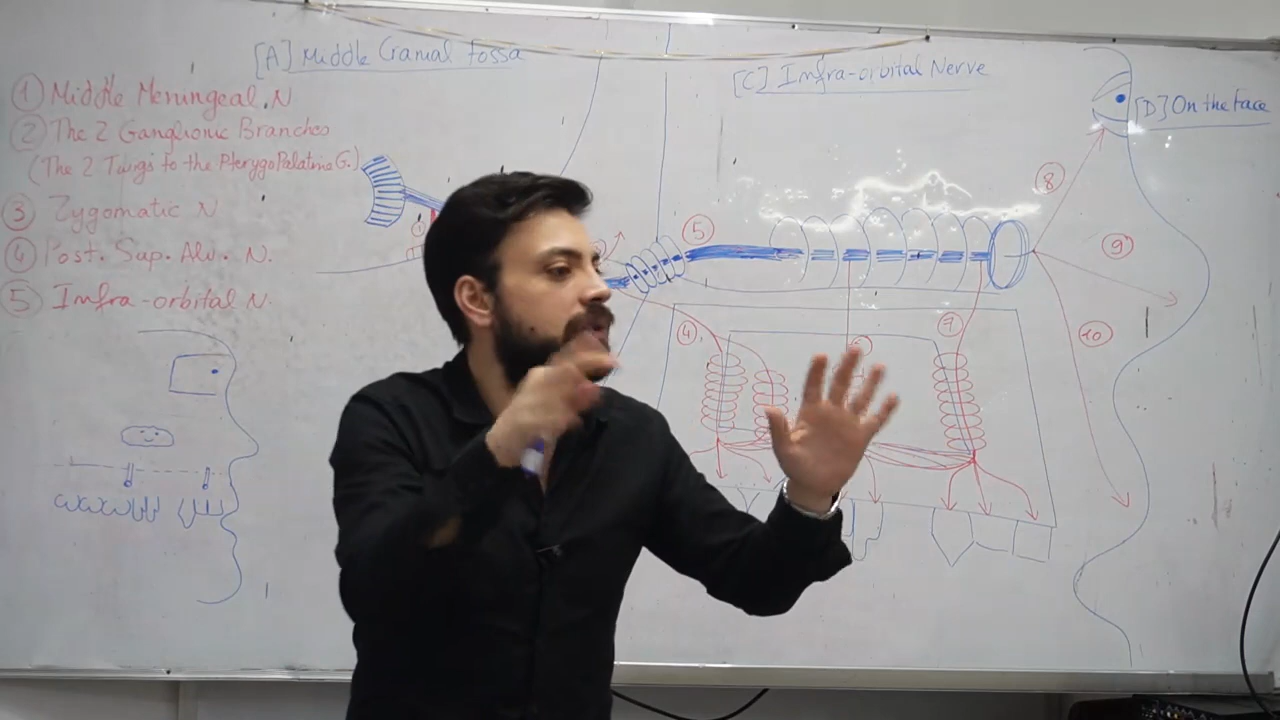 [A] Middle Cranial Fossa
① Middle Meningeal N
② The 2 Ganglionic Branches
(The 2 Twigs to the PterygoPalatine G.)
③ Zygomatic N
④ Post. Sup. Alv. N.
⑤ Infra-orbital N.
[C] Infra-orbital Nerve
[D] On the Face
5
8
9
4
7
10